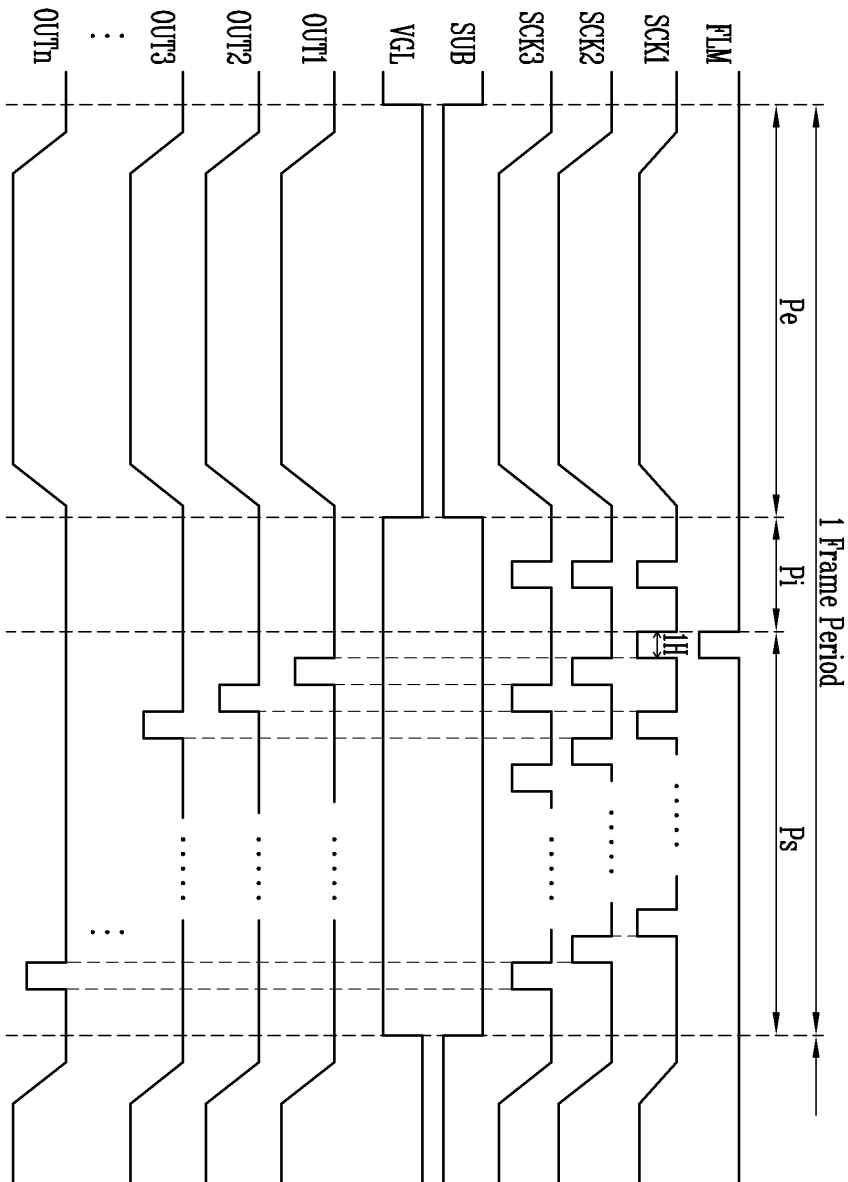 1 Frame Period
Pe
Pi
Ps
FLM
1H
SCK1
SCK2
SCK3
SUB
VGL
OUT1
OUT2
OUT3
⋮
OUTn